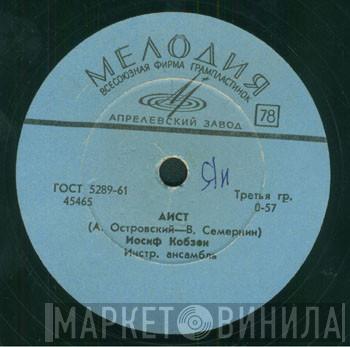 МЕЛОДИЯ
ВСЕСОЮЗНАЯ ФИРМА ГРАМПЛАСТИНОК
АПРЕЛЕВСКИЙ ЗАВОД
78
Яи
ГОСТ 5289-61
45465
Третья гр.
0-57
АИСТ
(А. Островский—В. Семернин)
Иосиф Кобзон
Инстр. ансамбль
МАРКЕТ ВИНИЛА